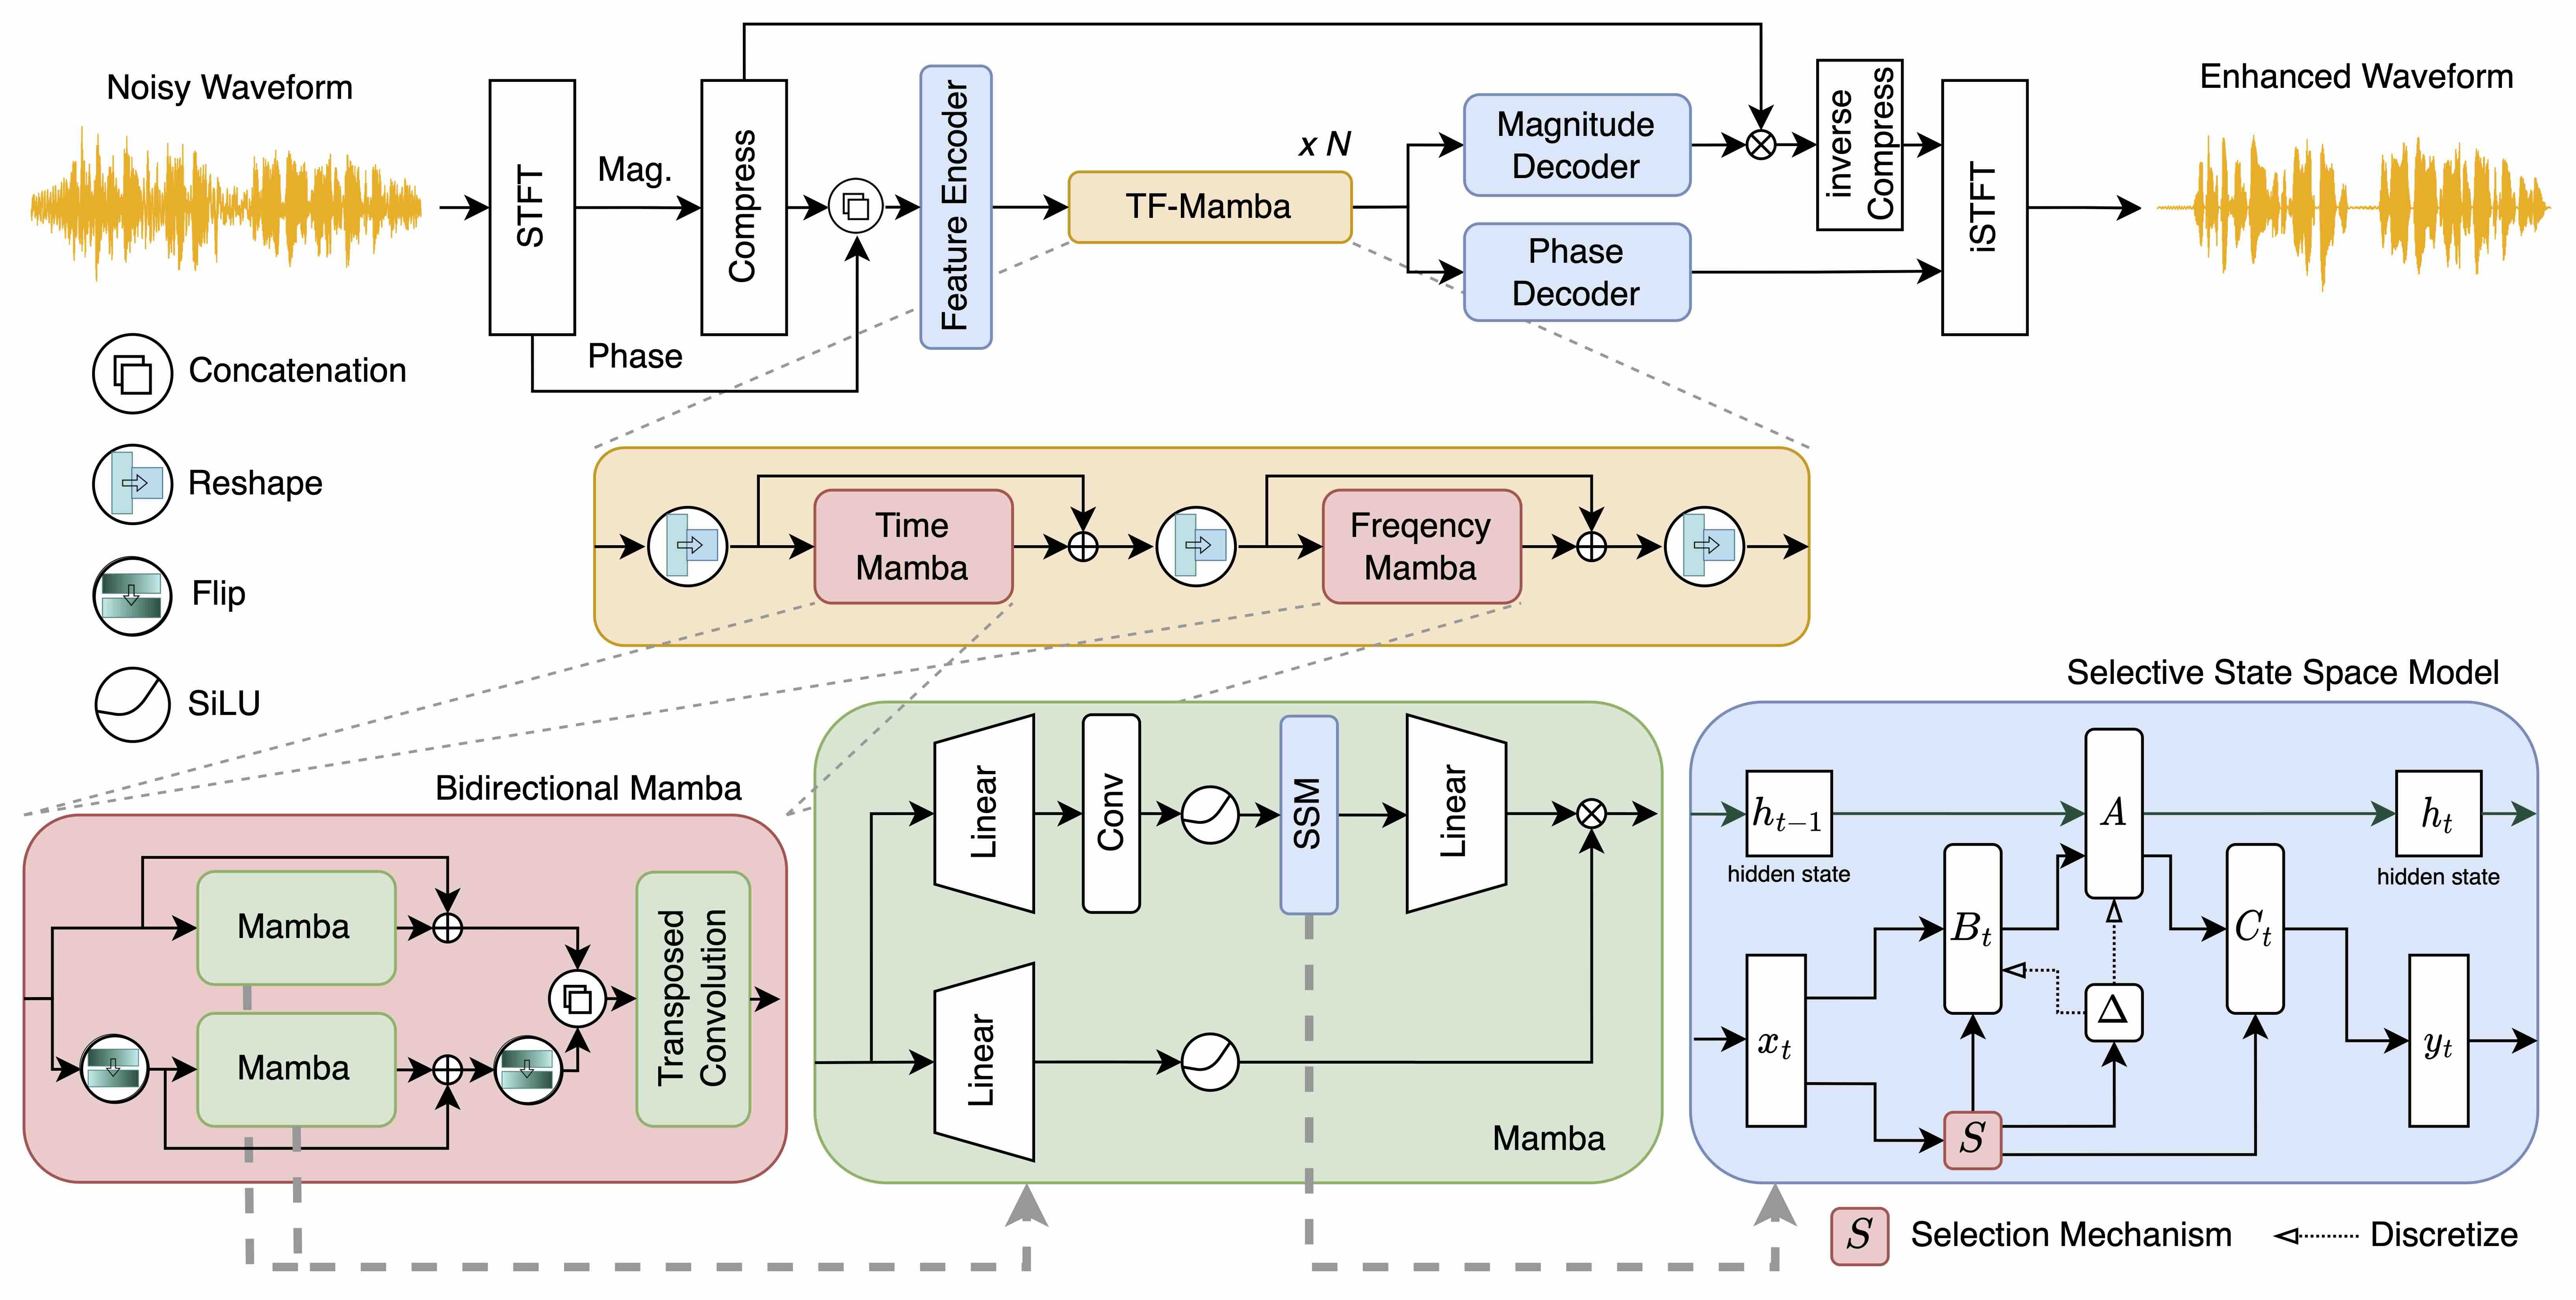 Noisy Waveform
STFT
Mag.
Phase
Compress
Feature Encoder
x N
TF-Mamba
Magnitude
Decoder
Phase
Decoder
inverse
Compress
iSTFT
Enhanced Waveform
Concatenation
Reshape
Flip
SiLU
Time
Mamba
Freqency
Mamba
Bidirectional Mamba
Mamba
Mamba
Transposed
Convolution
Linear
Conv
SSM
Linear
Linear
Mamba
Selective State Space Model
h_{t-1}
hidden state
A
h_t
hidden state
B_t
C_t
Δ
x_t
y_t
S
S Selection Mechanism
Discretize